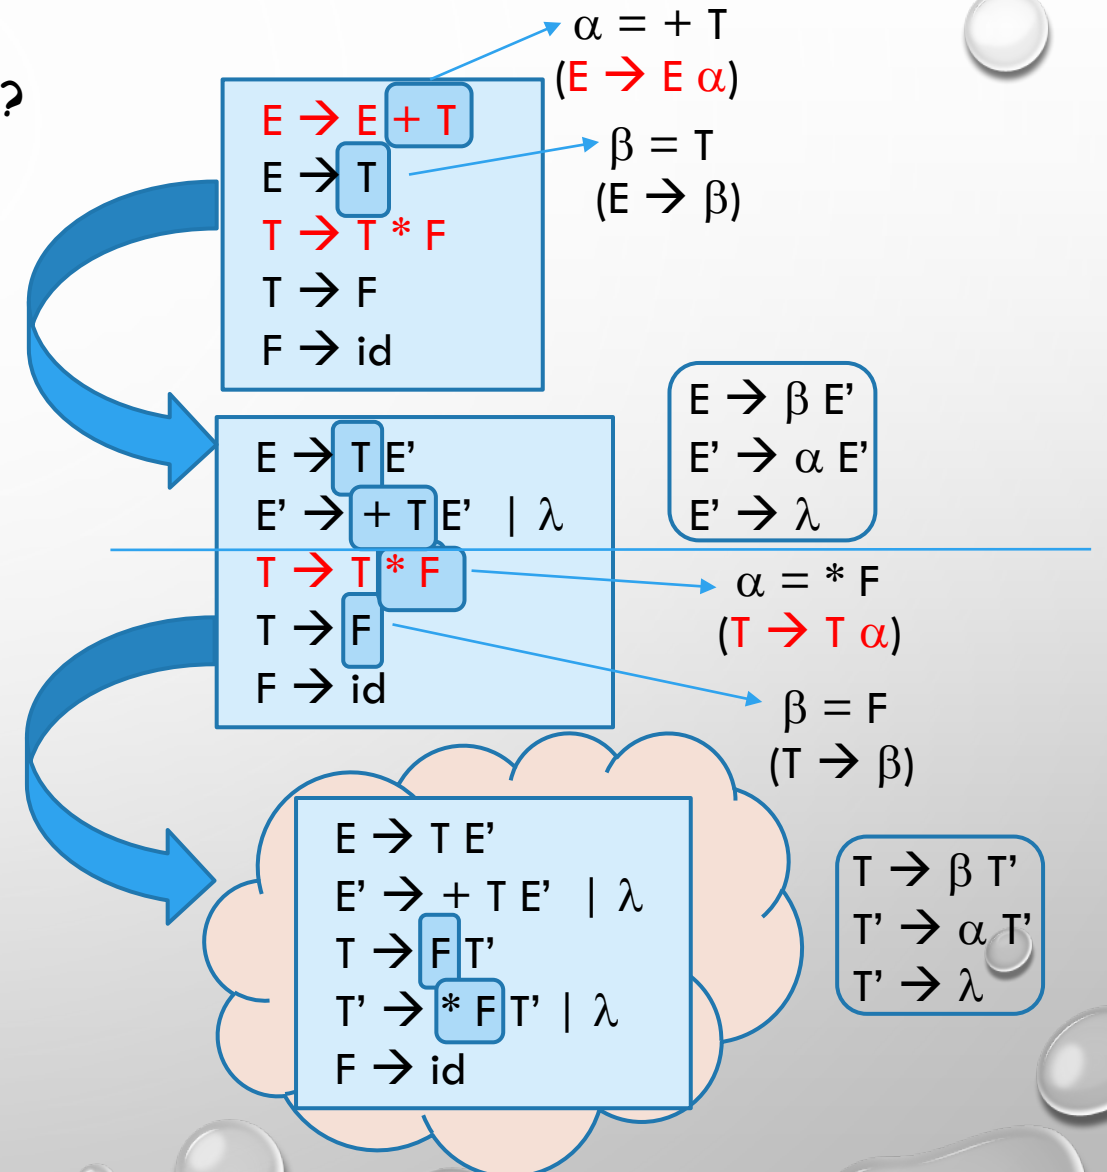 ?
α = + T
(E → E α)
E → E + T
E → T
T → T * F
T → F
F → id
β = T
(E → β)
E → T E’
E’ → + T E’ | λ
T → T * F
T → F
F → id
E → β E’
E’ → α E’
E’ → λ
α = * F
(T → T α)
β = F
(T → β)
E → T E’
E’ → + T E’ | λ
T → F T’
T’ → * F T’ | λ
F → id
T → β T’
T’ → α T’
T’ → λ